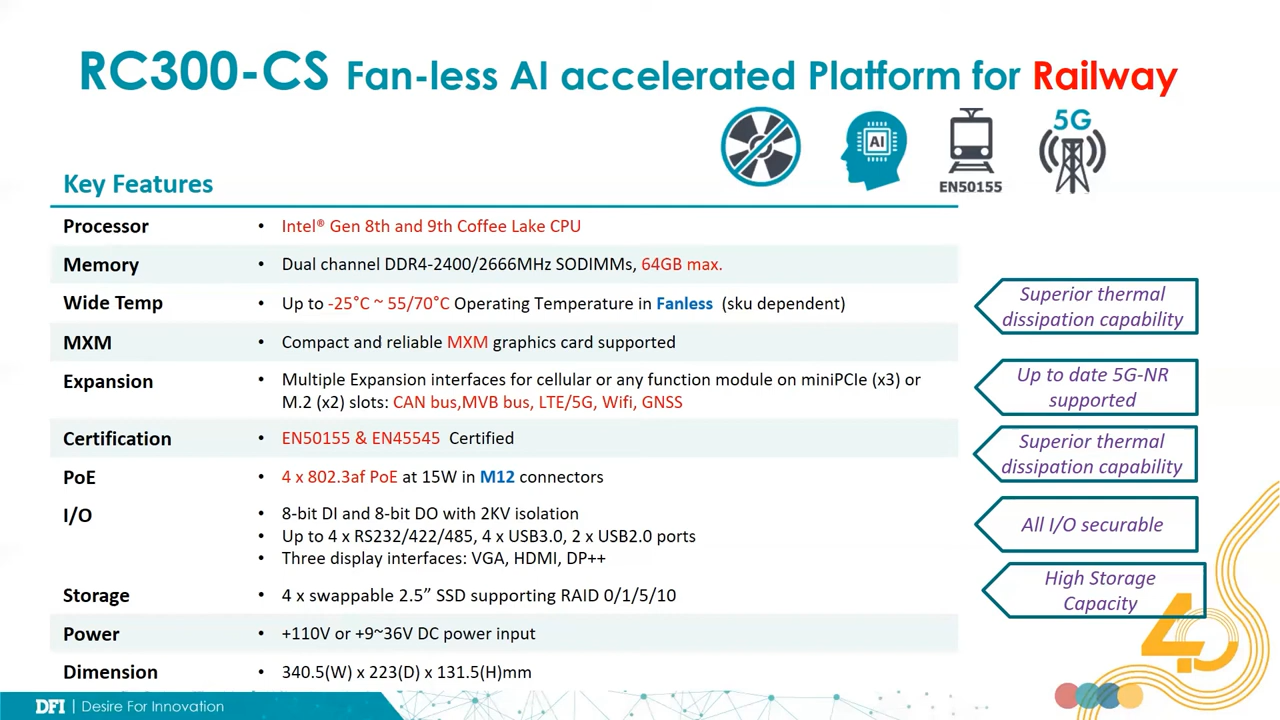 RC300-CS Fan-less AI accelerated Platform for Railway
5G
AI
EN50155
Key Features
Processor • Intel® Gen 8th and 9th Coffee Lake CPU
Memory • Dual channel DDR4-2400/2666MHz SODIMMs, 64GB max.
Wide Temp • Up to -25°C ~ 55/70°C Operating Temperature in Fanless (sku dependent)
Superior thermal
dissipation capability
MXM • Compact and reliable MXM graphics card supported
Expansion • Multiple Expansion interfaces for cellular or any function module on miniPCIe (x3) or
M.2 (x2) slots: CAN bus,MVB bus, LTE/5G, Wifi, GNSS
Up to date 5G-NR
supported
Certification • EN50155 & EN45545 Certified
Superior thermal
dissipation capability
PoE • 4 x 802.3af PoE at 15W in M12 connectors
I/O • 8-bit DI and 8-bit DO with 2KV isolation
• Up to 4 x RS232/422/485, 4 x USB3.0, 2 x USB2.0 ports
• Three display interfaces: VGA, HDMI, DP++
All I/O securable
Storage • 4 x swappable 2.5” SSD supporting RAID 0/1/5/10
High Storage
Capacity
Power • +110V or +9~36V DC power input
Dimension • 340.5(W) x 223(D) x 131.5(H)mm
40
DFI | Desire For Innovation